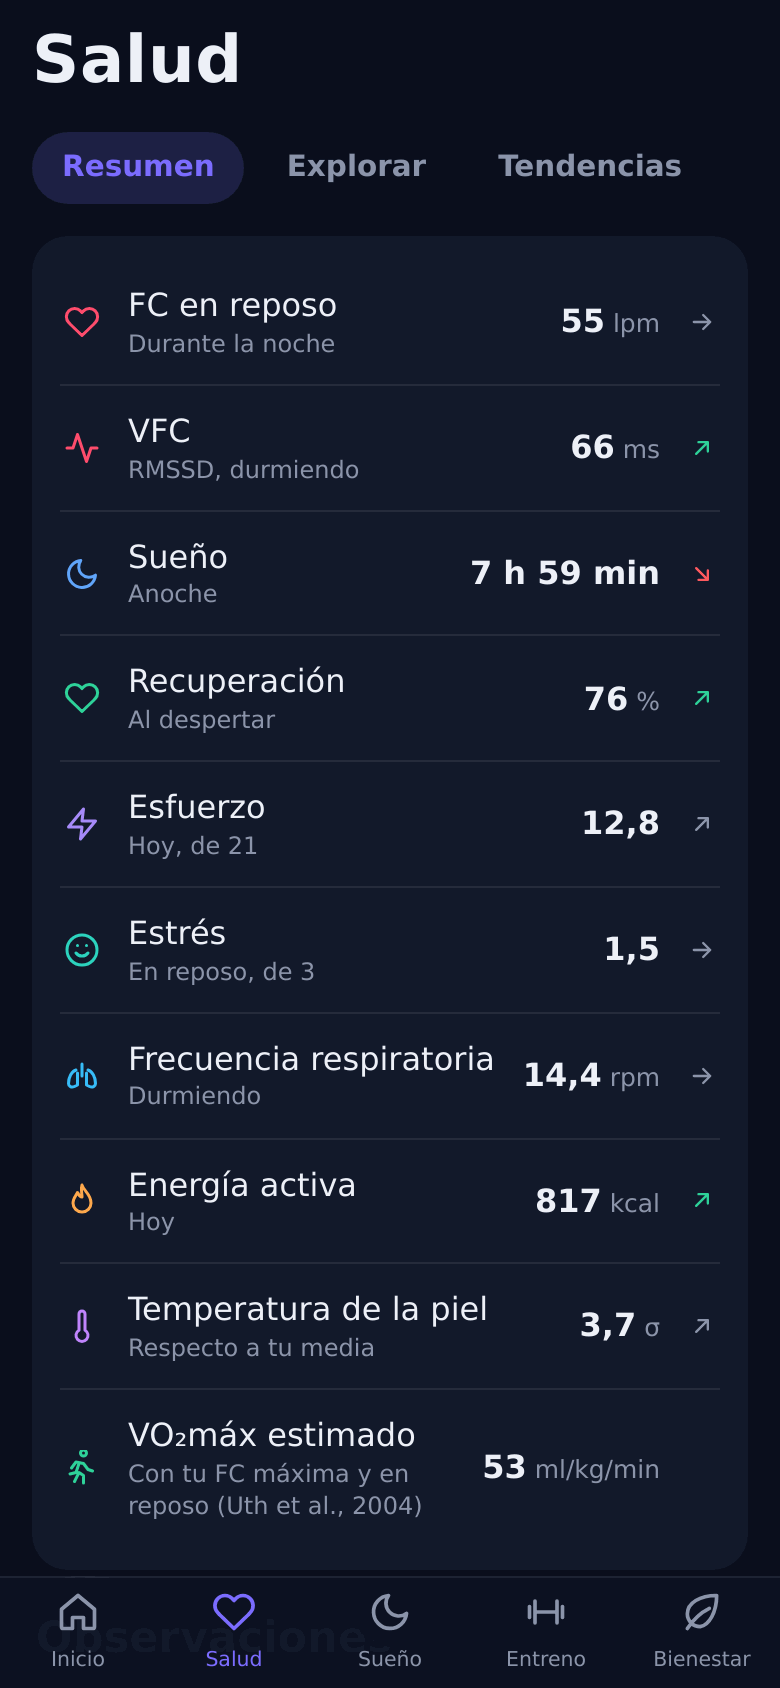 Salud
Resumen Explorar Tendencias
FC en reposo
Durante la noche
55 lpm
VFC
RMSSD, durmiendo
66 ms
Sueño
Anoche
7 h 59 min
Recuperación
Al despertar
76 %
Esfuerzo
Hoy, de 21
12,8
Estrés
En reposo, de 3
1,5
Frecuencia respiratoria
Durmiendo
14,4 rpm
Energía activa
Hoy
817 kcal
Temperatura de la piel
Respecto a tu media
3,7 σ
VO₂máx estimado
Con tu FC máxima y en
reposo (Uth et al., 2004)
53 ml/kg/min
Inicio Salud Sueño Entreno Bienestar